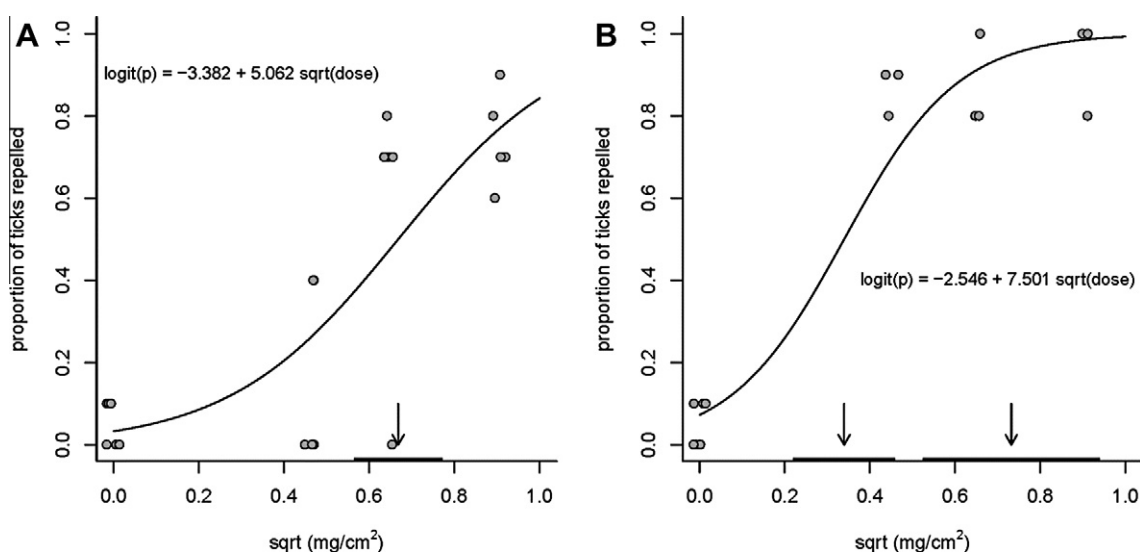 A
proportion of ticks repelled
1.0
0.8
0.6
0.4
0.2
0.0
logit(p) = −3.382 + 5.062 sqrt(dose)
0.0 0.2 0.4 0.6 0.8 1.0
sqrt (mg/cm²)
B
proportion of ticks repelled
1.0
0.8
0.6
0.4
0.2
0.0
logit(p) = −2.546 + 7.501 sqrt(dose)
0.0 0.2 0.4 0.6 0.8 1.0
sqrt (mg/cm²)